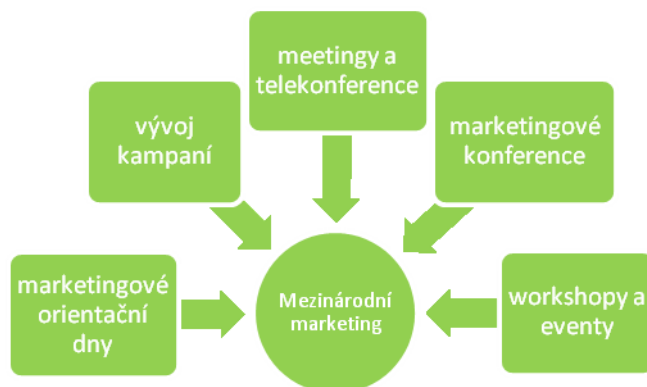 meetingy a
telekonference
vývoj
kampaní
marketingové
konference
marketingové
orientační
dny
Mezinárodní
marketing
workshopy a
eventy